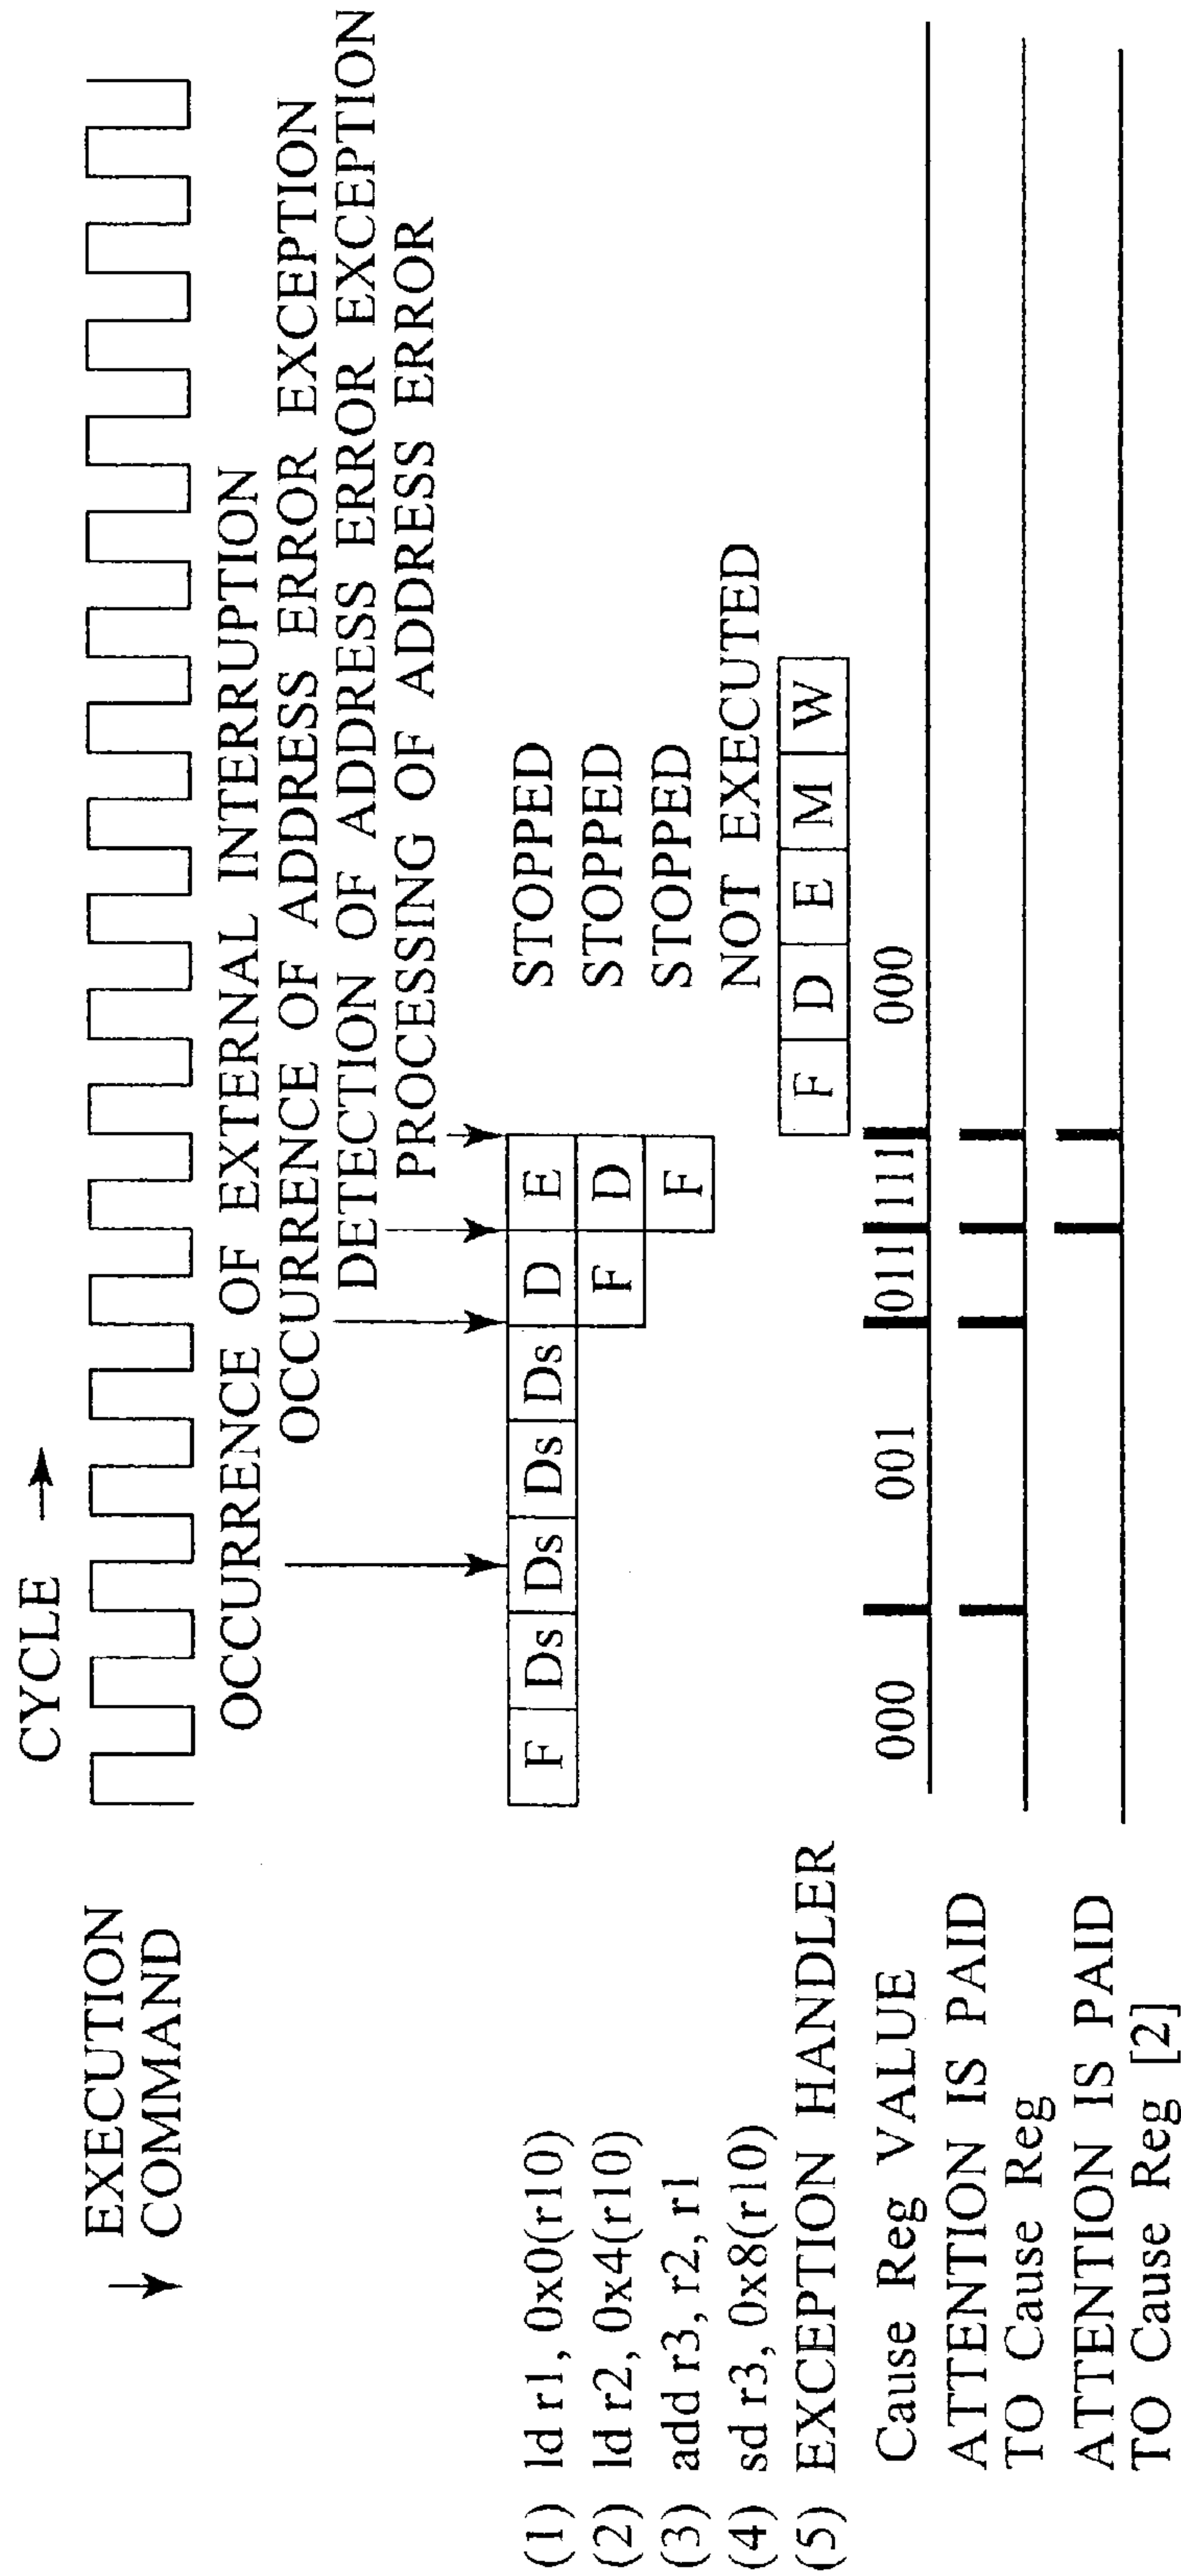 CYCLE →
EXECUTION
COMMAND
OCCURRENCE OF EXTERNAL INTERRUPTION
OCCURRENCE OF ADDRESS ERROR EXCEPTION
DETECTION OF ADDRESS ERROR EXCEPTION
PROCESSING OF ADDRESS ERROR
(1) ld r1, 0x0(r10) F Ds Ds Ds Ds D E STOPPED
(2) ld r2, 0x4(r10) F D STOPPED
(3) add r3, r2, r1 F STOPPED
(4) sd r3, 0x8(r10) NOT EXECUTED
(5) EXCEPTION HANDLER F D E M W
Cause Reg VALUE 000 001 011 111 000
ATTENTION IS PAID
TO Cause Reg
ATTENTION IS PAID
TO Cause Reg [2]